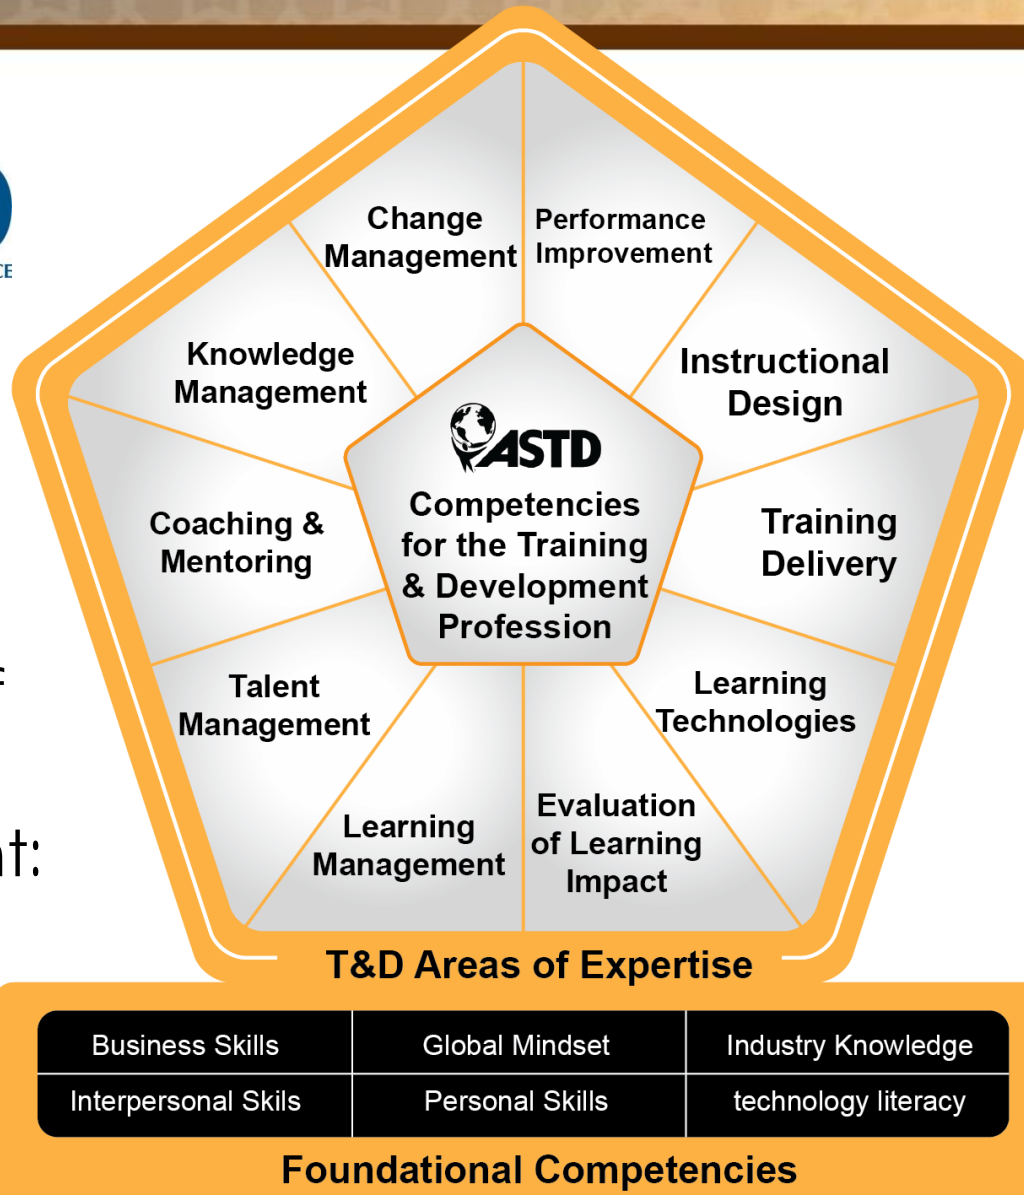 CE
Change
Management
Performance
Improvement
Knowledge
Management
Instructional
Design
ASTD
Competencies
for the Training
& Development
Profession
Coaching &
Mentoring
Training
Delivery
Talent
Management
Learning
Technologies
Learning
Management
Evaluation
of Learning
Impact
t:
T&D Areas of Expertise
Business Skills
Global Mindset
Industry Knowledge
Interpersonal Skils
Personal Skills
technology literacy
Foundational Competencies